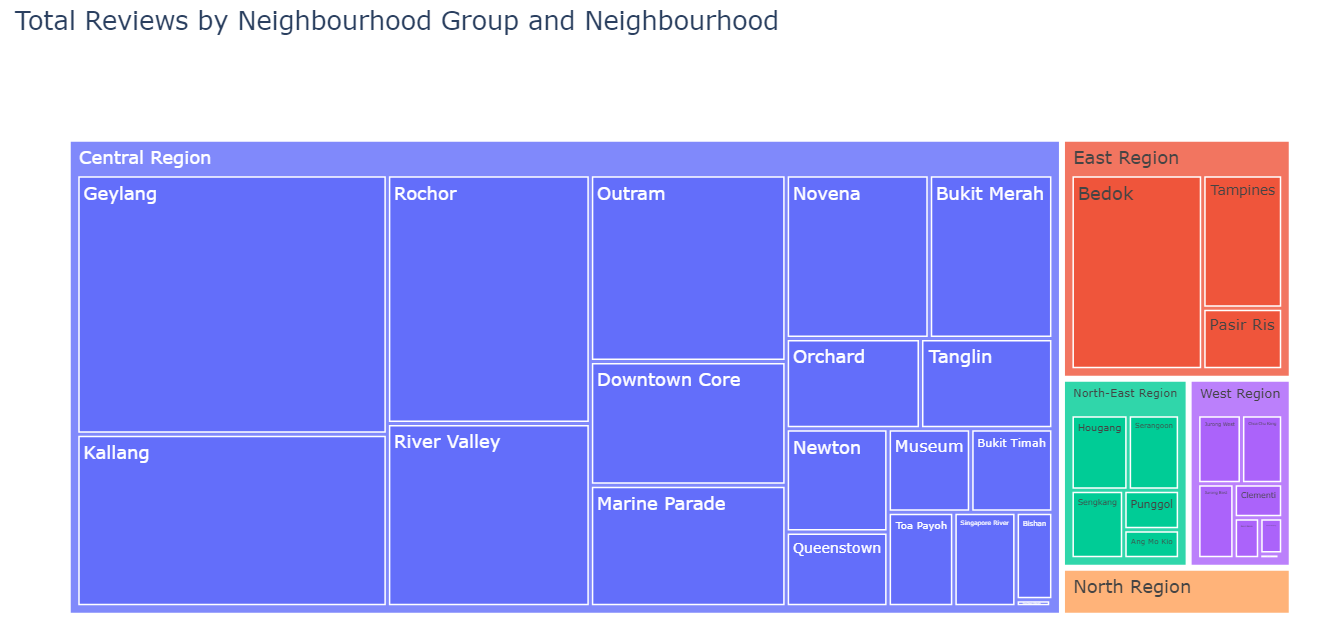 Total Reviews by Neighbourhood Group and Neighbourhood
Central Region
Geylang
Kallang
Rochor
River Valley
Outram
Downtown Core
Marine Parade
Novena
Bukit Merah
Orchard
Tanglin
Newton
Queenstown
Museum
Bukit Timah
Toa Payoh
Singapore River
Bishan
East Region
Bedok
Tampines
Pasir Ris
North-East Region
Hougang
Serangoon
Sengkang
Punggol
Ang Mo Kio
West Region
Jurong West
Clementi
North Region